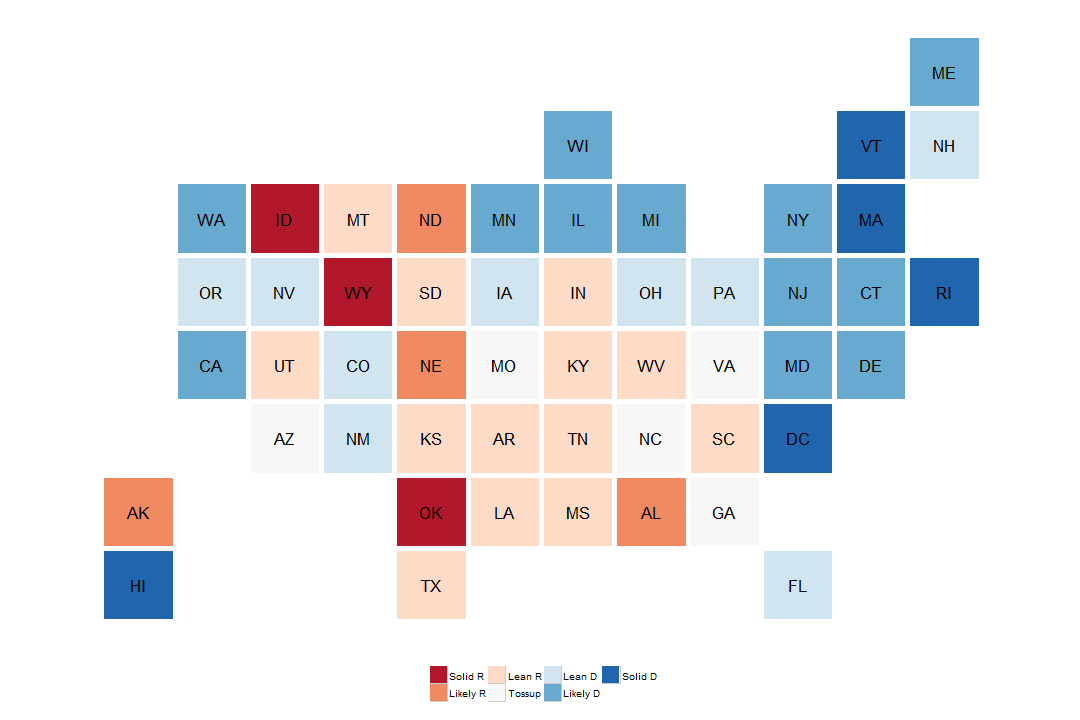 ME
WI VT NH
WA ID MT ND MN IL MI NY MA
OR NV WY SD IA IN OH PA NJ CT RI
CA UT CO NE MO KY WV VA MD DE
AZ NM KS AR TN NC SC DC
AK OK LA MS AL GA
HI TX FL
Solid R Lean R Lean D Solid D
Likely R Tossup Likely D